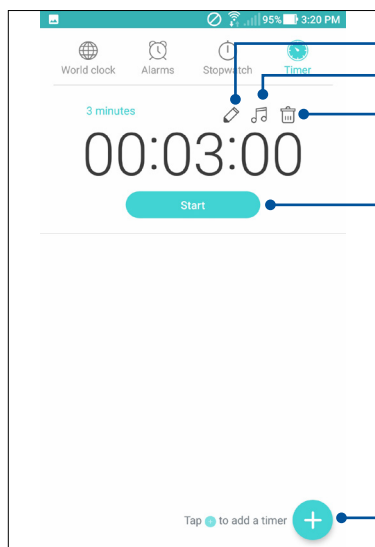 95% 3:20 PM
World clock Alarms Stopwatch Timer
3 minutes
00:03:00
Start
Tap + to add a timer